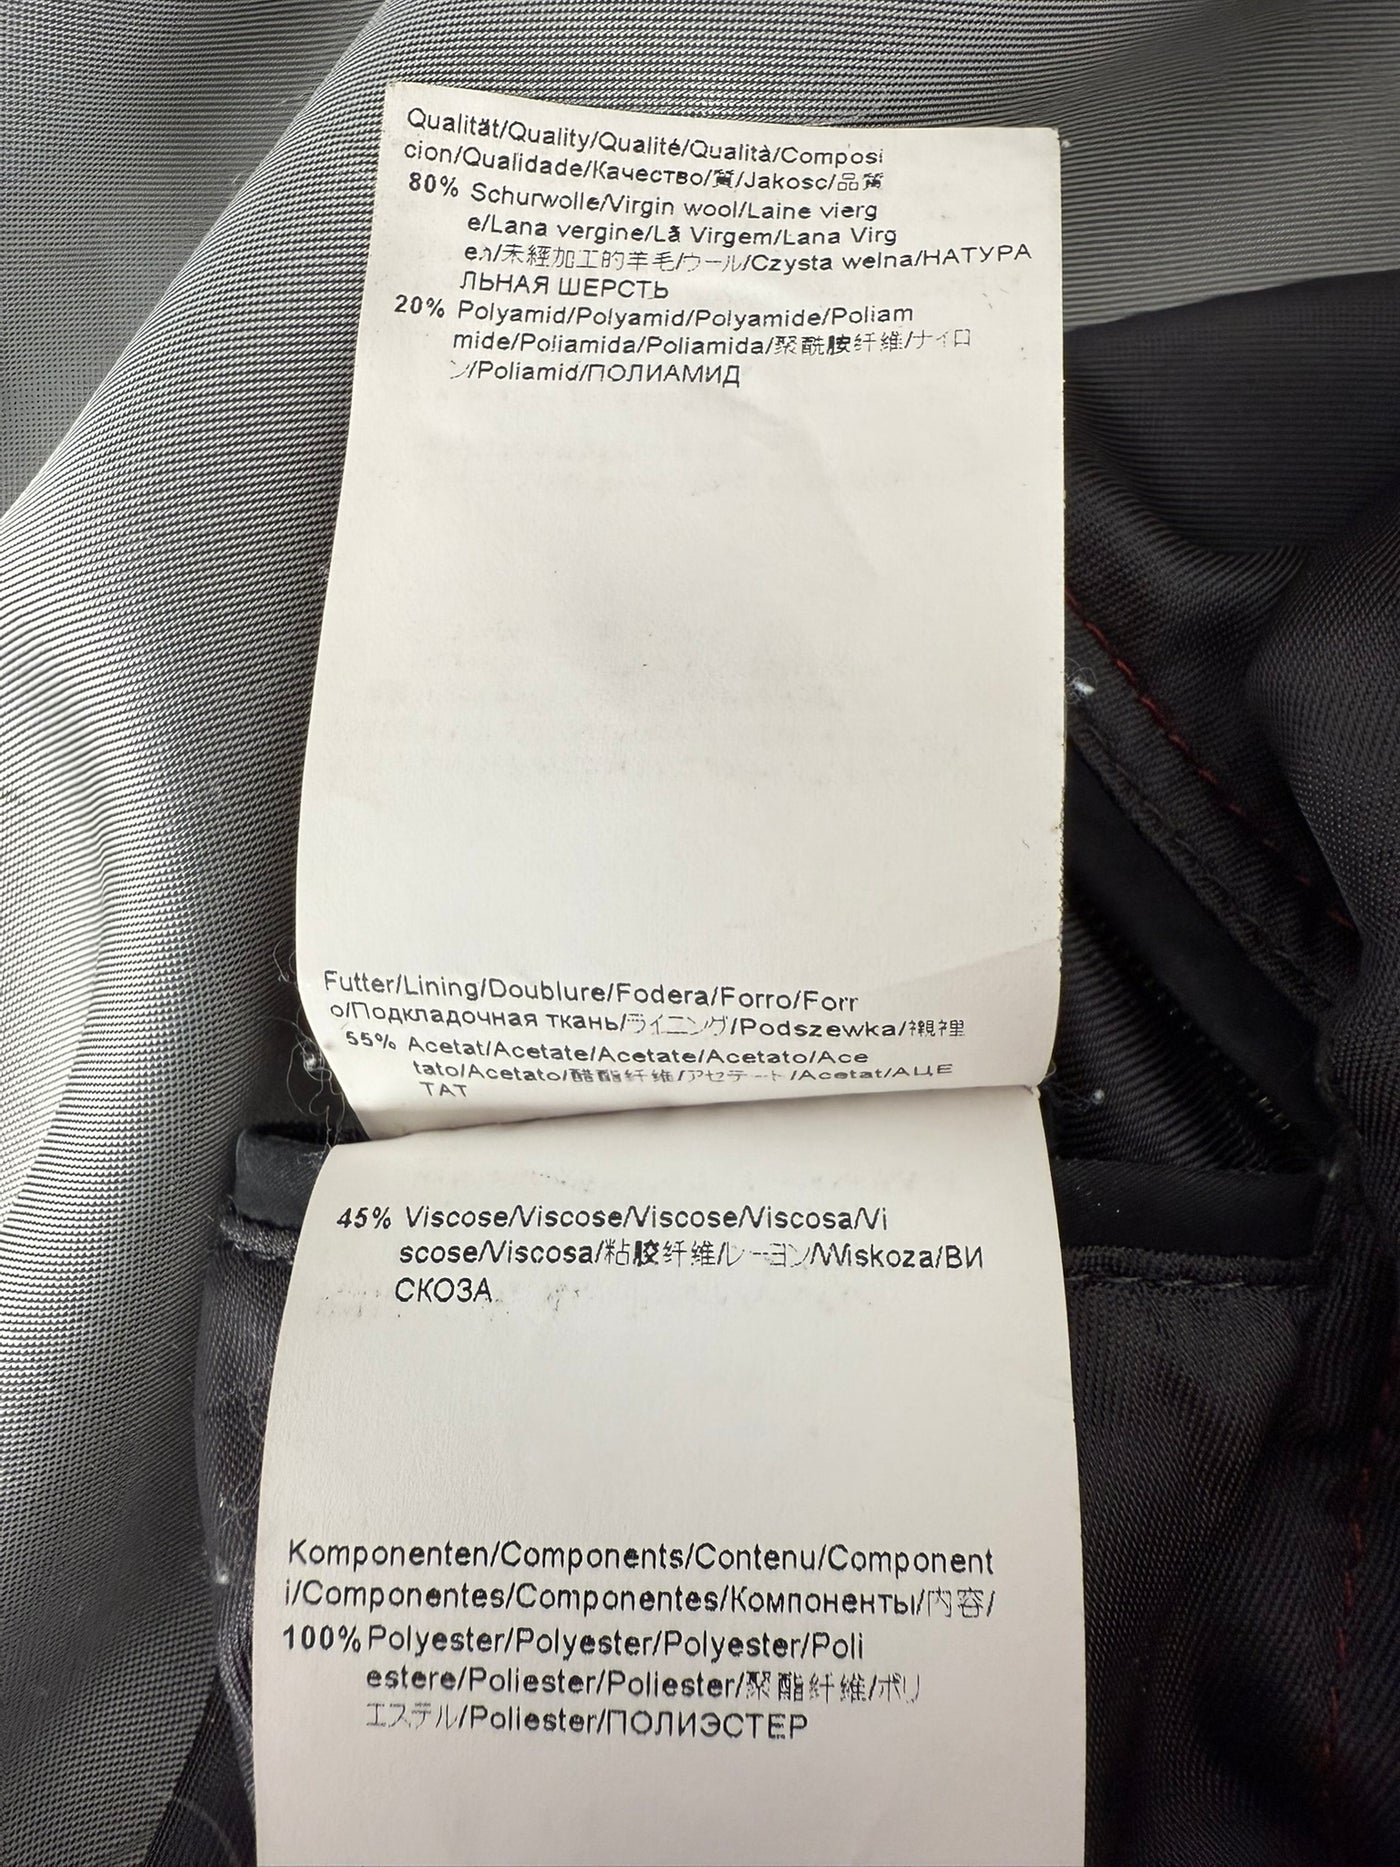 Qualität/Quality/Qualité/Qualità/Composi
cion/Qualidade/Качество/質/Jakosc/品質
80% Schurwolle/Virgin wool/Laine vierg
e/Lana vergine/Lã Virgem/Lana Virg
en/未經加工的羊毛/ウール/Czysta welna/НАТУРА
ЛЬНАЯ ШЕРСТЬ
20% Polyamid/Polyamid/Polyamide/Poliam
mide/Poliamida/Poliamida/聚酰胺纤维/ナイロ
ン/Poliamid/ПОЛИАМИД
Futter/Lining/Doublure/Fodera/Forro/Forr
o/Подкладочная ткань/ライニング/Podszewka/襯裡
55% Acetat/Acetate/Acetate/Acetato/Ace
tato/Acetato/醋酯纤维/アセテート/Acetat/АЦЕ
ТАТ
45% Viscose/Viscose/Viscose/Viscosa/Vi
scose/Viscosa/粘胶纤维/レーヨン/Wiskoza/ВИ
СКОЗА
Komponenten/Components/Contenu/Component
i/Componentes/Componentes/Компоненты/内容/
100% Polyester/Polyester/Polyester/Poli
estere/Poliester/Poliester/聚酯纤维/ポリ
エステル/Poliester/ПОЛИЭСТЕР